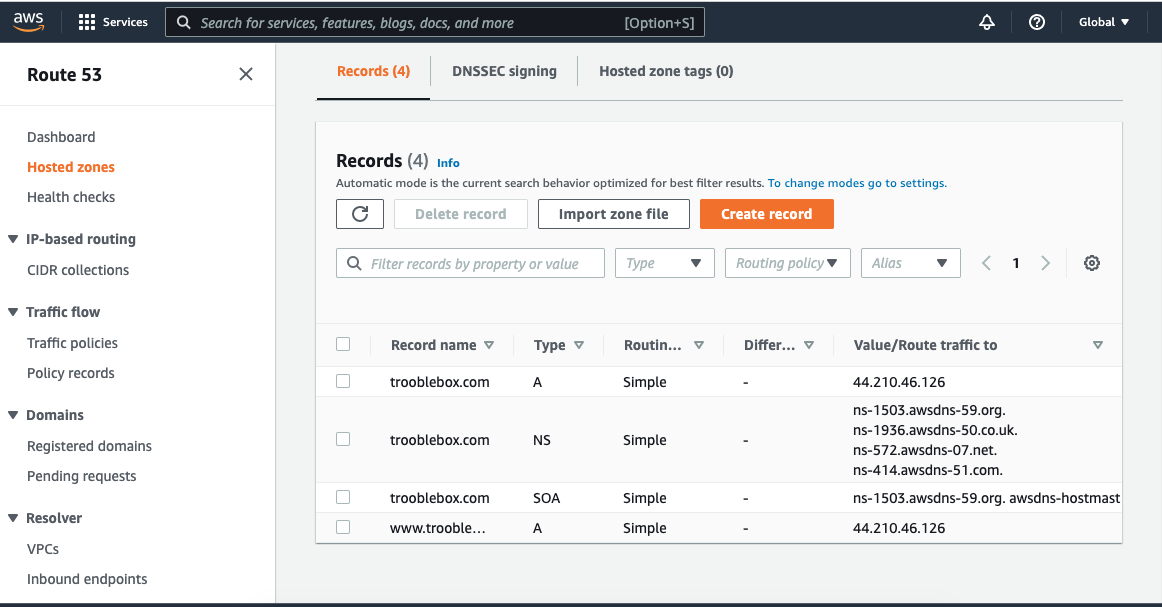 aws
Services
Search for services, features, blogs, docs, and more
[Option+S]
Global
Route 53
Dashboard
Hosted zones
Health checks
IP-based routing
CIDR collections
Traffic flow
Traffic policies
Policy records
Domains
Registered domains
Pending requests
Resolver
VPCs
Inbound endpoints
Records (4)
DNSSEC signing
Hosted zone tags (0)
Records (4) Info
Automatic mode is the current search behavior optimized for best filter results. To change modes go to settings.
Delete record
Import zone file
Create record
Filter records by property or value
Type
Routing policy
Alias
1
Record name Type Routin... Differ... Value/Route traffic to
trooblebox.com A Simple - 44.210.46.126
trooblebox.com NS Simple - ns-1503.awsdns-59.org.
ns-1936.awsdns-50.co.uk.
ns-572.awsdns-07.net.
ns-414.awsdns-51.com.
trooblebox.com SOA Simple - ns-1503.awsdns-59.org. awsdns-hostmast
www.trooble... A Simple - 44.210.46.126